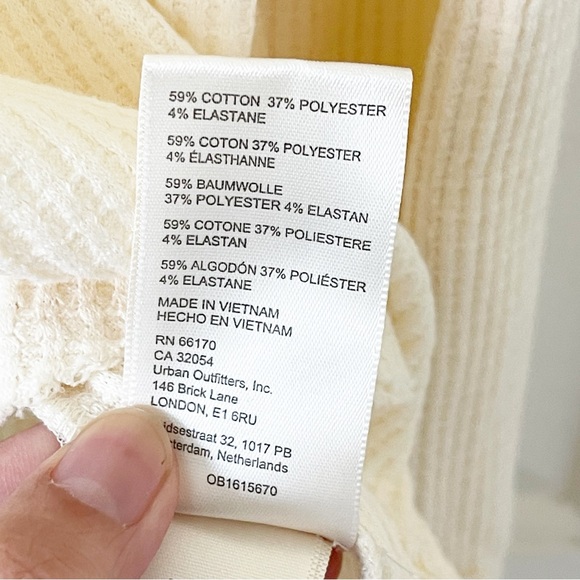 59% COTTON 37% POLYESTER
4% ELASTANE
59% COTON 37% POLYESTER
4% ÉLASTHANNE
59% BAUMWOLLE
37% POLYESTER 4% ELASTAN
59% COTONE 37% POLIESTERE
4% ELASTAN
59% ALGODÓN 37% POLIÉSTER
4% ELASTANE
MADE IN VIETNAM
HECHO EN VIETNAM
RN 66170
CA 32054
Urban Outfitters, Inc.
146 Brick Lane
LONDON, E1 6RU
32, 1017 PB
Netherlands
OB1615670